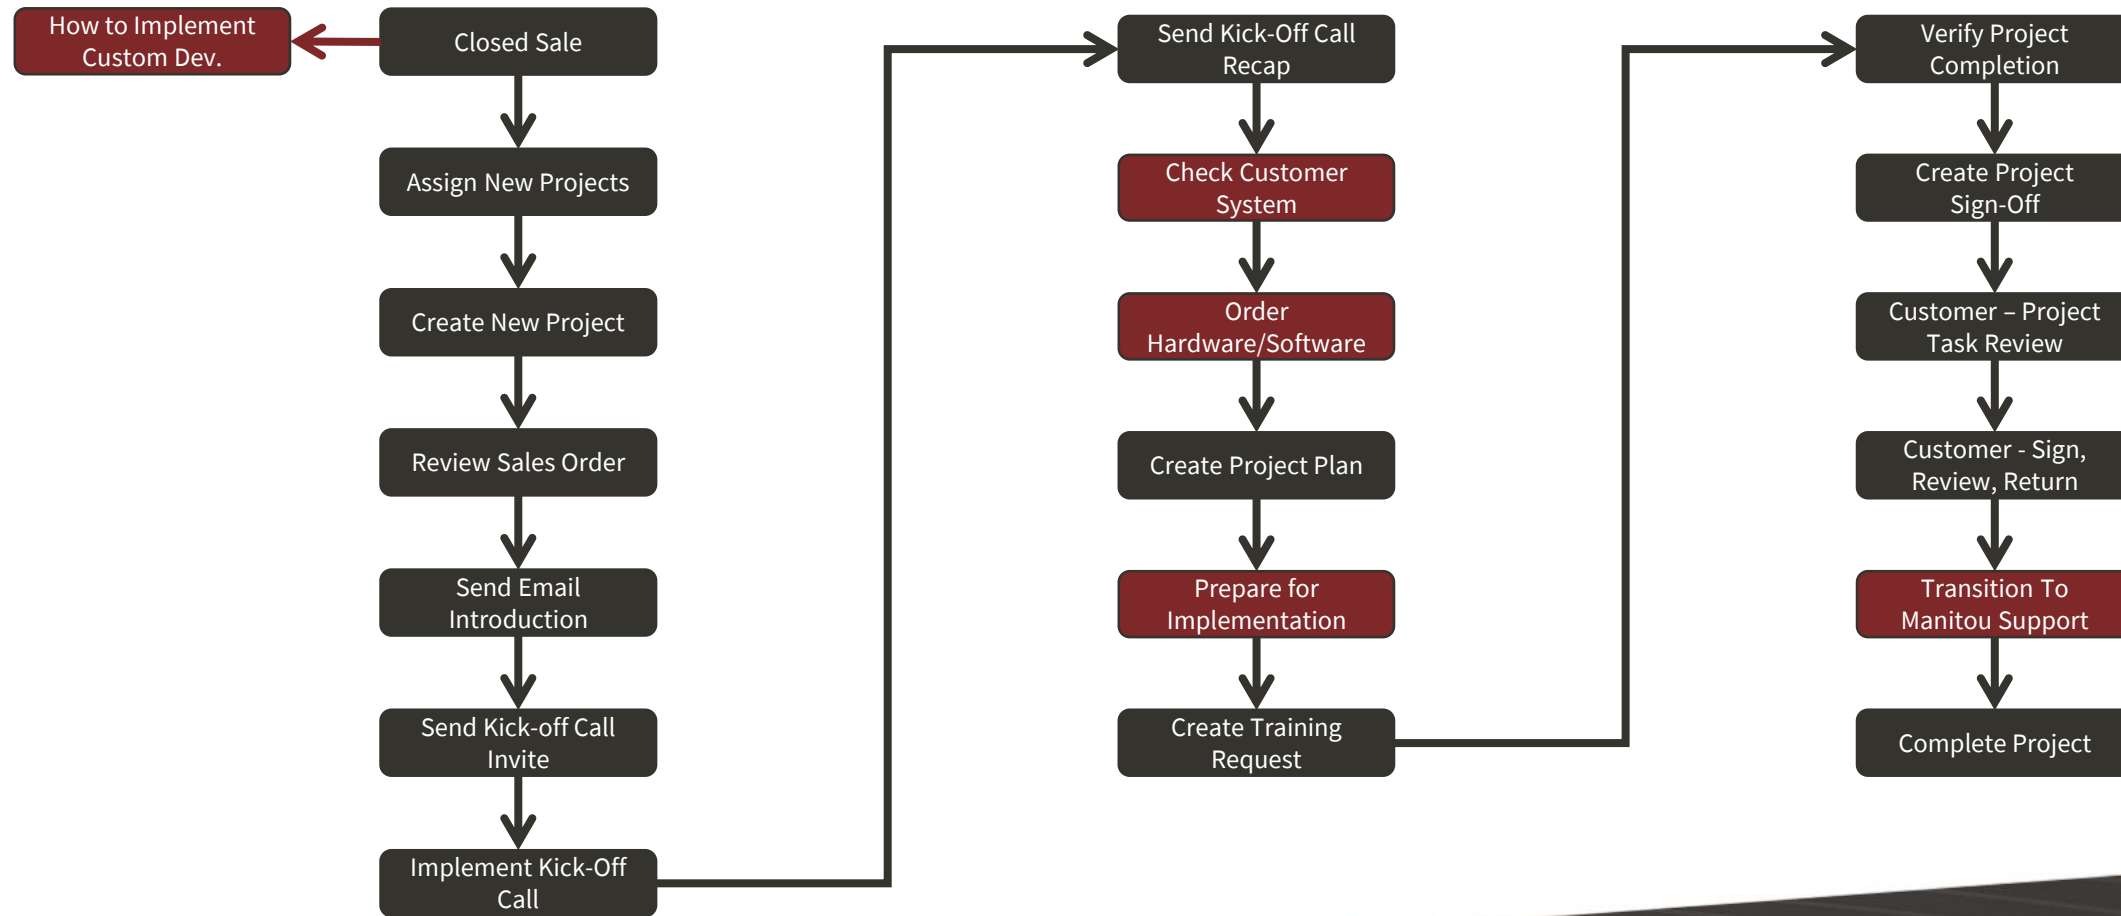 How to Implement
Custom Dev.
Closed Sale
Assign New Projects
Create New Project
Review Sales Order
Send Email
Introduction
Send Kick-off Call
Invite
Implement Kick-Off
Call
Send Kick-Off Call
Recap
Check Customer
System
Order
Hardware/Software
Create Project Plan
Prepare for
Implementation
Create Training
Request
Verify Project
Completion
Create Project
Sign-Off
Customer – Project
Task Review
Customer - Sign,
Review, Return
Transition To
Manitou Support
Complete Project